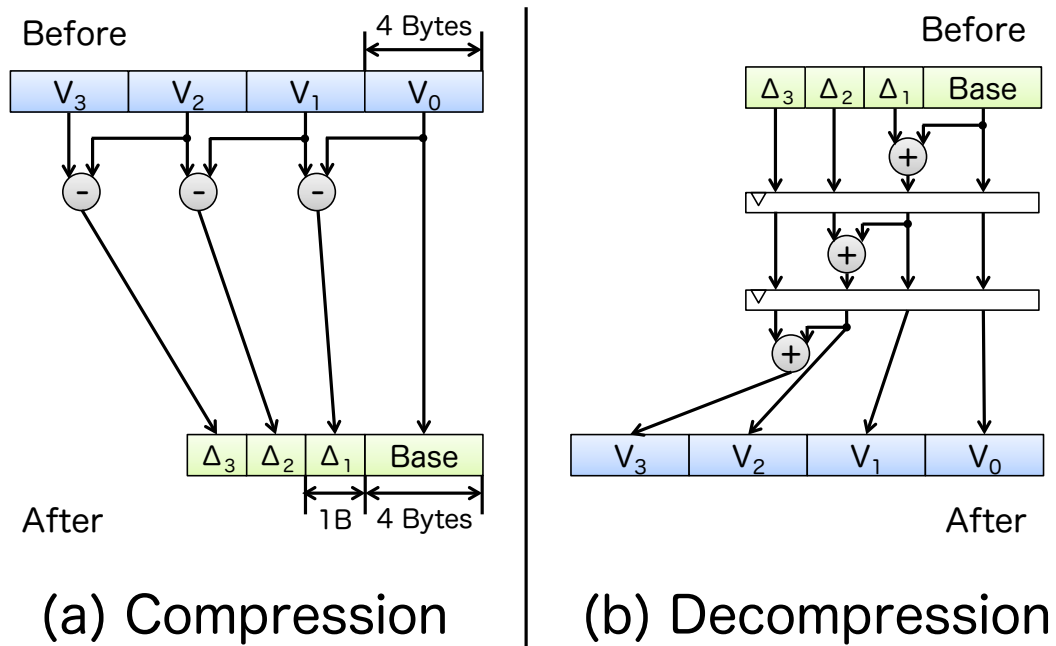 Before
4 Bytes
V₃ V₂ V₁ V₀
- - -
Δ₃ Δ₂ Δ₁ Base
1B 4 Bytes
After
(a) Compression
Before
Δ₃ Δ₂ Δ₁ Base
+
+
+
V₃ V₂ V₁ V₀
After
(b) Decompression